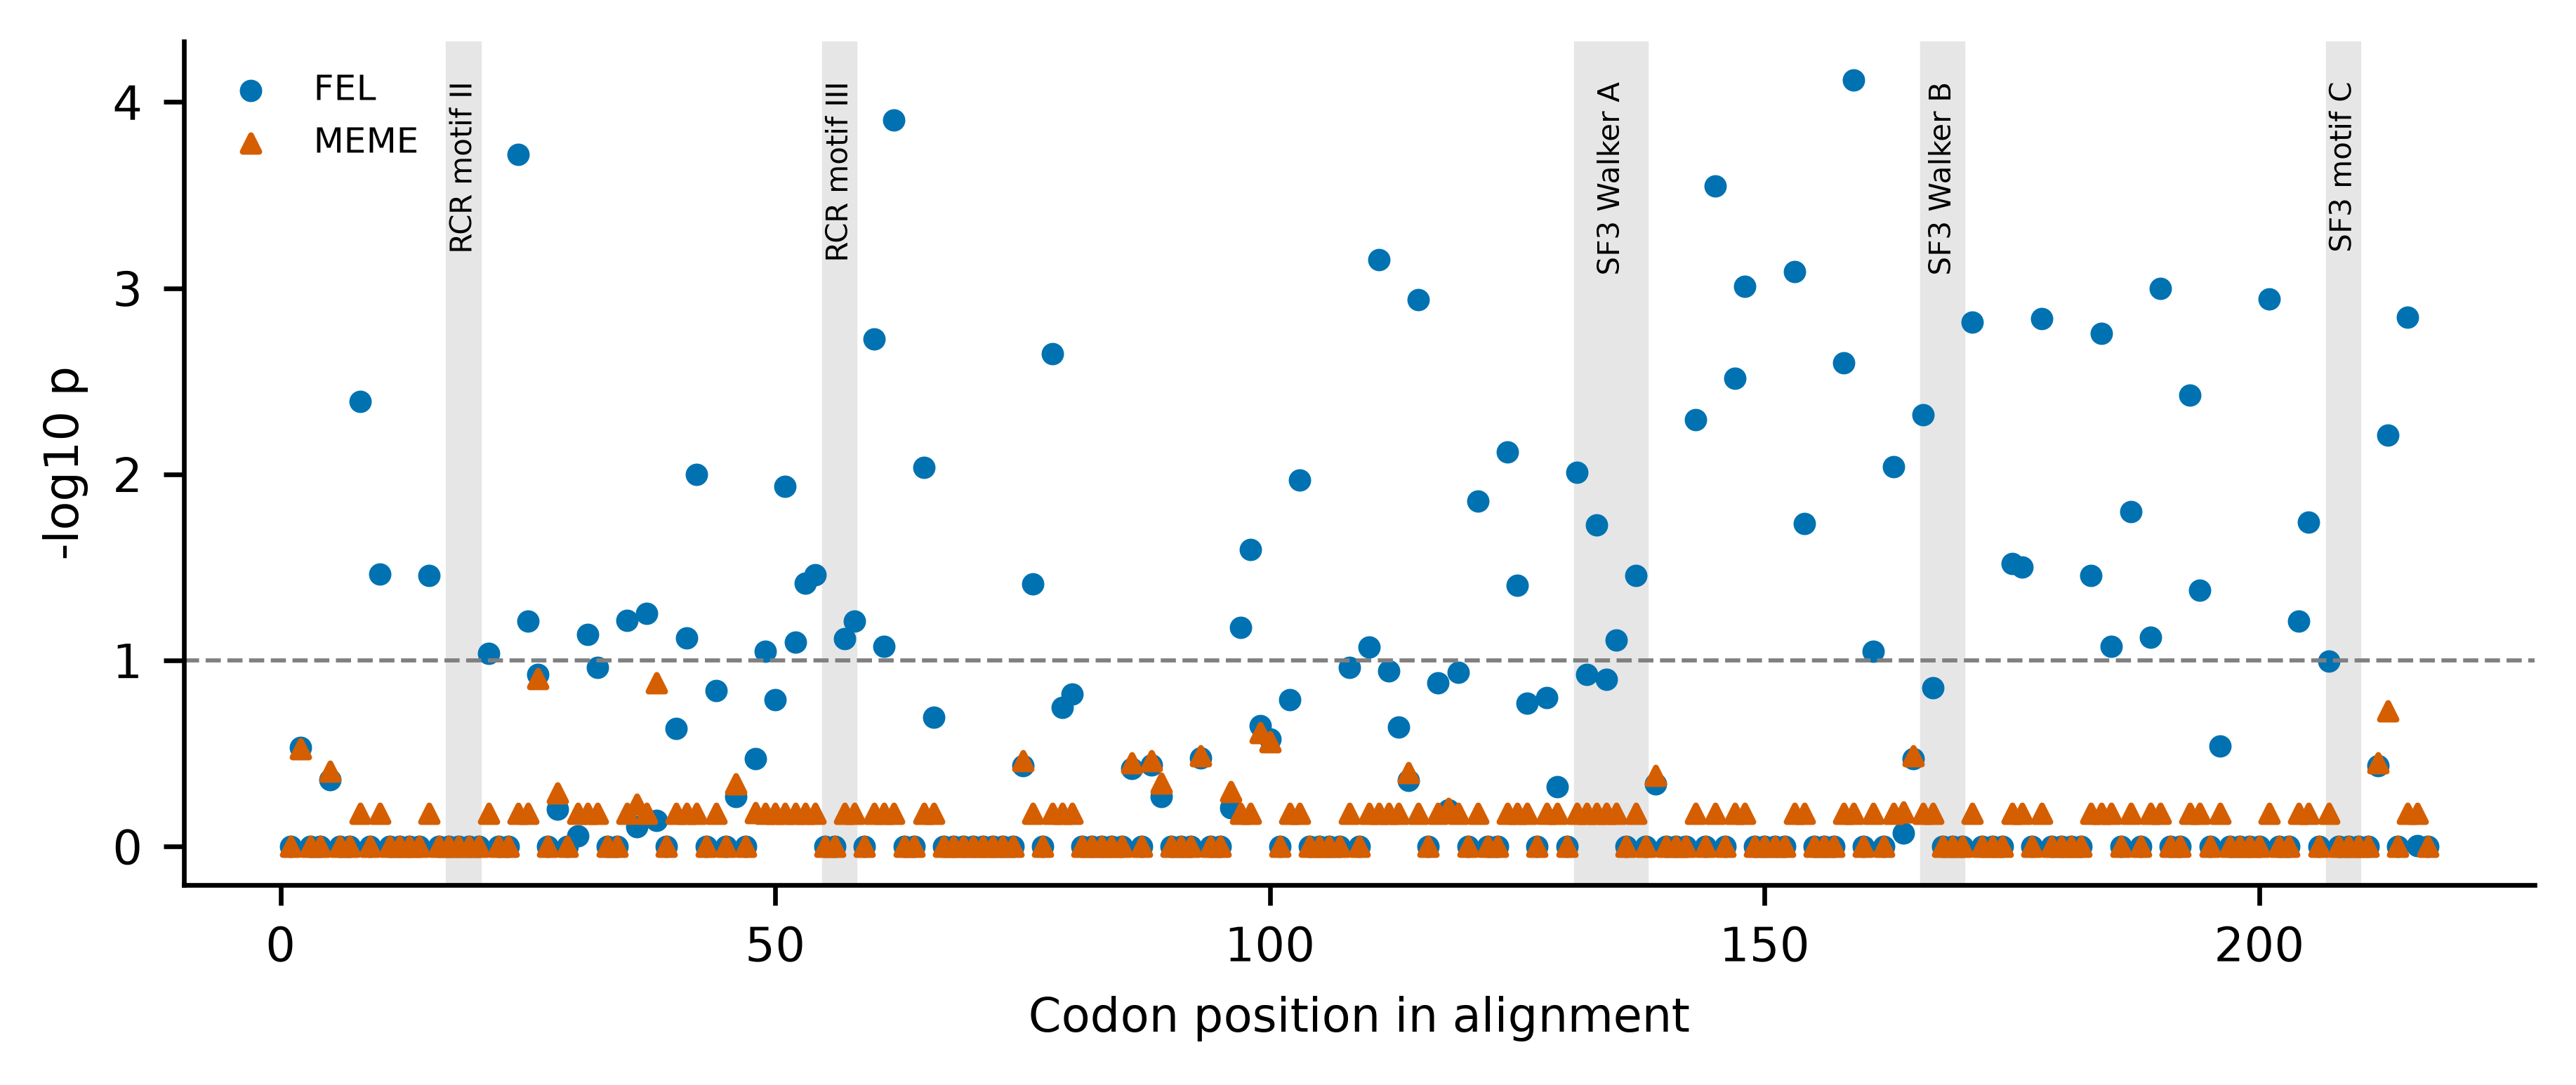 FEL
MEME
RCR motif II
RCR motif III
SF3 Walker A
SF3 Walker B
SF3 motif C
-log10 p
4
3
2
1
0
0
50
100
150
200
Codon position in alignment